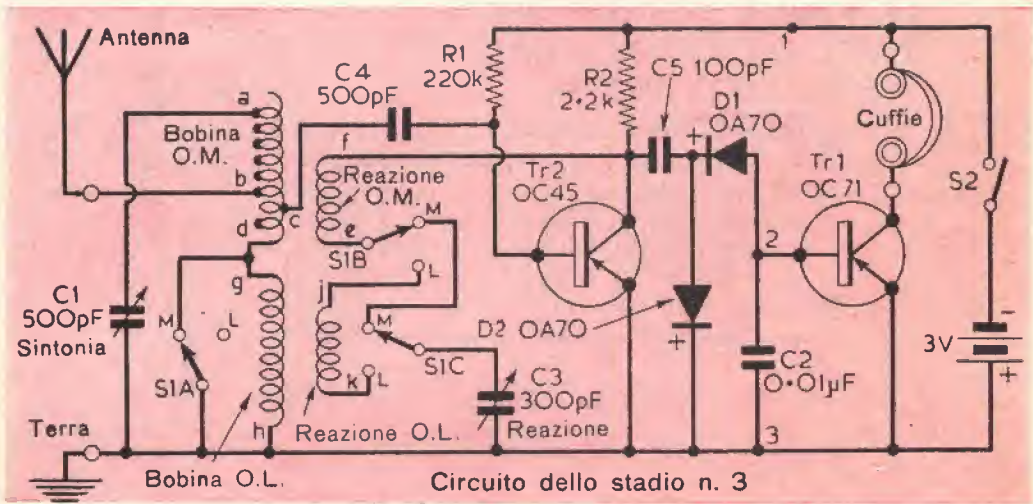 Antenna
C4
500pF
R1
220k
R2
2·2k
1
C5 100pF
D1
OA70
+
Cuffie
a
Bobina
O.M.
b
c
d
f
Reazione
O.M.
e
M
S1B
L
Tr2
OC45
Tr1
OC71
S2
2
g
C1
500pF
Sintonia
M
L
S1A
j
M
S1C
k
L
D2 OA70
+
C2
0·01µF
C3
300pF
Reazione
3V
-
+
3
Terra
h
Reazione O.L.
Bobina O.L.
Circuito dello stadio n. 3